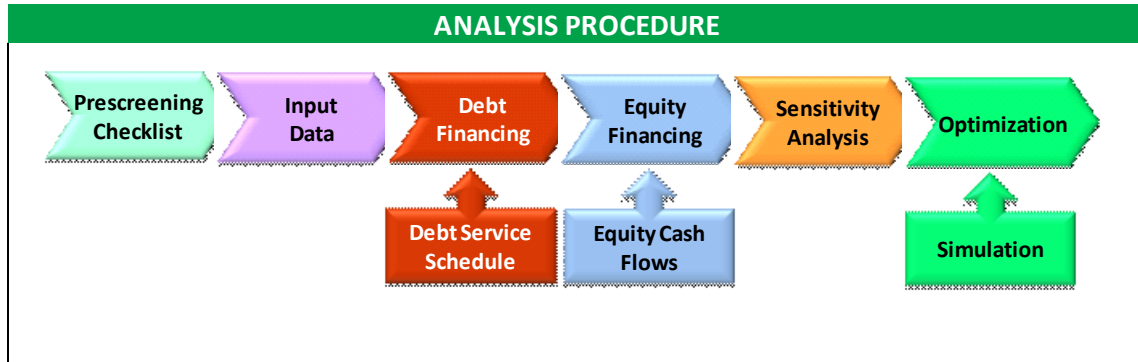 ANALYSIS PROCEDURE
Prescreening
Checklist
Input
Data
Debt
Financing
Equity
Financing
Sensitivity
Analysis
Optimization
Debt Service
Schedule
Equity Cash
Flows
Simulation